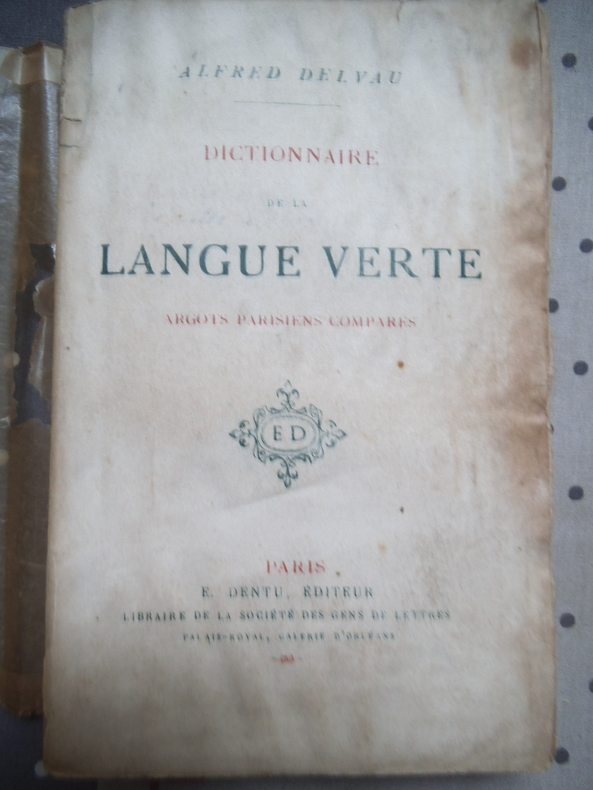 ALFRED DELVAU
DICTIONNAIRE
DE LA
LANGUE VERTE
ARGOTS PARISIENS COMPARÉS
ED
PARIS
E. DENTU, ÉDITEUR
LIBRAIRE DE LA SOCIÉTÉ DES GENS DE LETTRES
PALAIS-ROYAL, GALERIE D'ORLÉANS